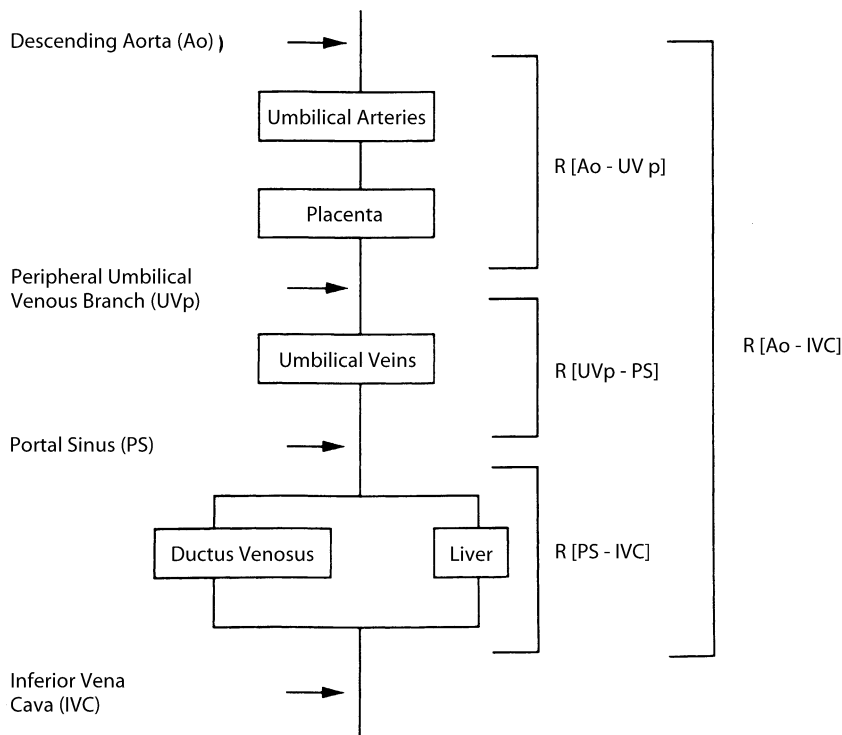 Descending Aorta (Ao) )
Umbilical Arteries
R [Ao - UV p]
Placenta
Peripheral Umbilical
Venous Branch (UVp)
R [Ao - IVC]
Umbilical Veins
R [UVp - PS]
Portal Sinus (PS)
Ductus Venosus
Liver
R [PS - IVC]
Inferior Vena
Cava (IVC)